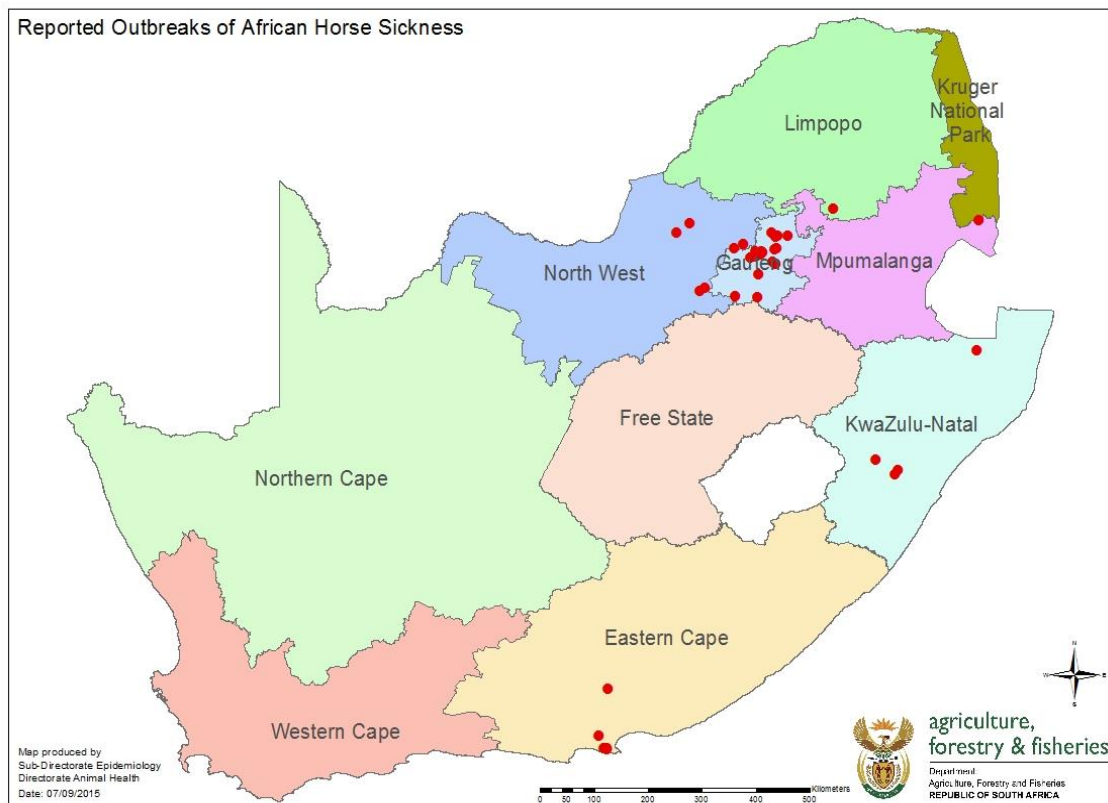 Reported Outbreaks of African Horse Sickness
Kruger
National
Park
Limpopo
North West
Gauteng
Mpumalanga
Free State
KwaZulu-Natal
Northern Cape
Eastern Cape
Western Cape
N
W
E
S
Map produced by
Sub-Directorate Epidemiology
Directorate Animal Health
Date: 07/09/2015
Kilometers
0 50 100 200 300 400 500
agriculture,
forestry & fisheries
Department:
Agriculture, Forestry and Fisheries
REPUBLIC OF SOUTH AFRICA